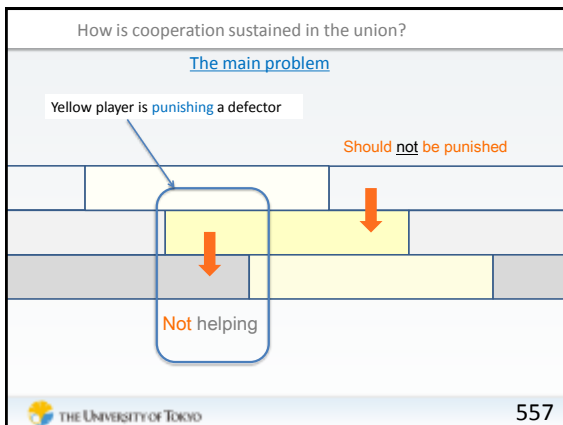 How is cooperation sustained in the union?
The main problem
Yellow player is punishing a defector
Should not be punished
Not helping
THE UNIVERSITY OF TOKYO
557